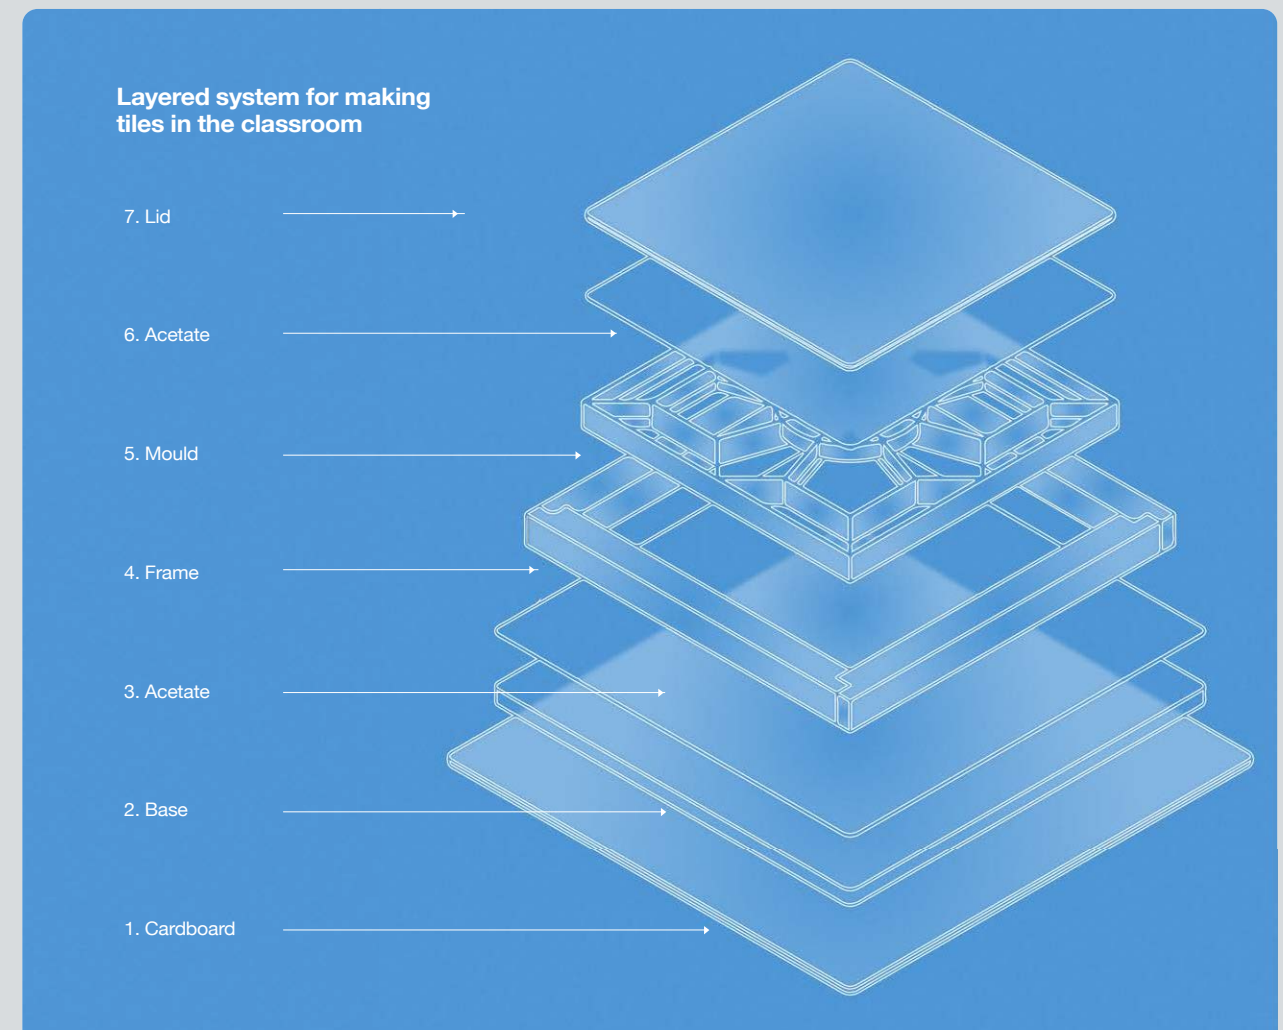 Layered system for making
tiles in the classroom
7. Lid
6. Acetate
5. Mould
4. Frame
3. Acetate
2. Base
1. Cardboard